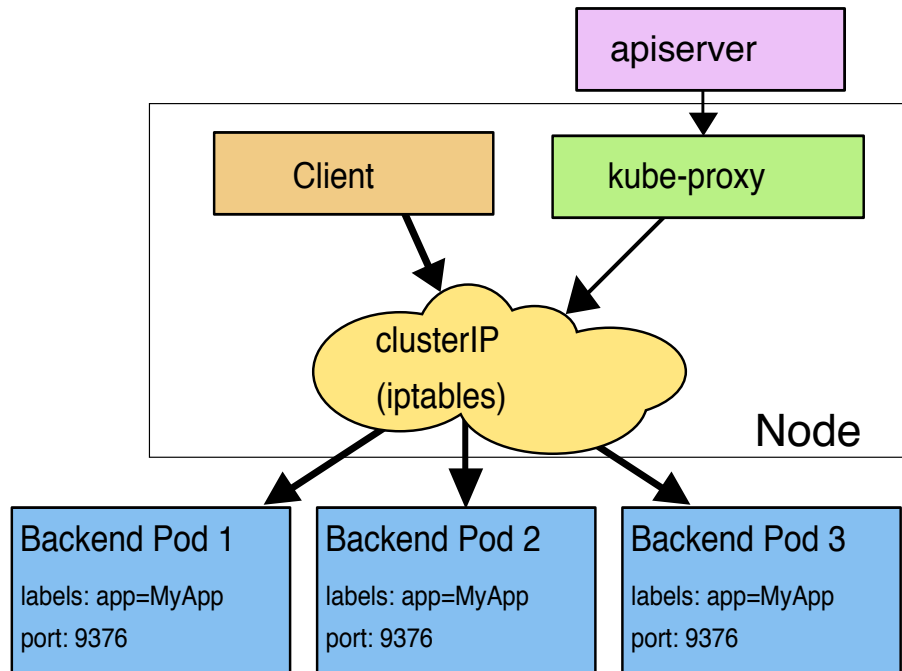 apiserver
Client
kube-proxy
clusterIP
(iptables)
Node
Backend Pod 1
labels: app=MyApp
port: 9376
Backend Pod 2
labels: app=MyApp
port: 9376
Backend Pod 3
labels: app=MyApp
port: 9376